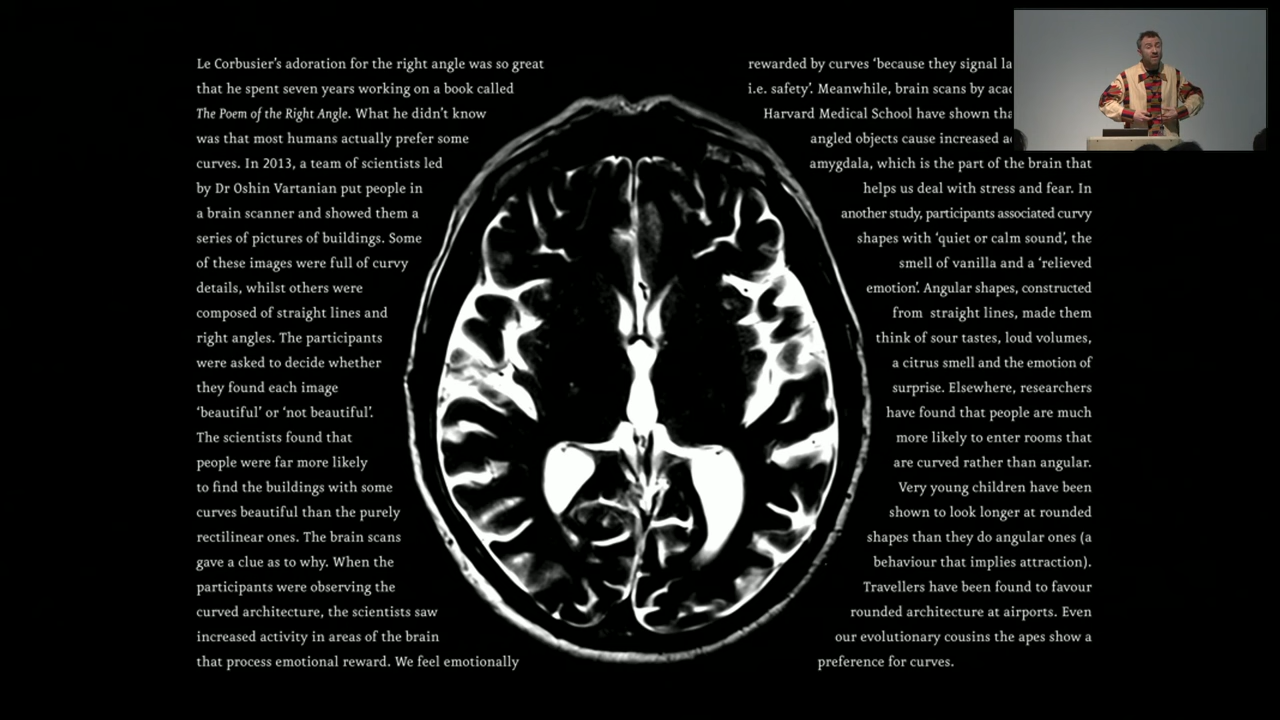 Le Corbusier’s adoration for the right angle was so great
that he spent seven years working on a book called
The Poem of the Right Angle. What he didn’t know
was that most humans actually prefer some
curves. In 2013, a team of scientists led
by Dr Oshin Vartanian put people in
a brain scanner and showed them a
series of pictures of buildings. Some
of these images were full of curvy
details, whilst others were
composed of straight lines and
right angles. The participants
were asked to decide whether
they found each image
‘beautiful’ or ‘not beautiful’.
The scientists found that
people were far more likely
to find the buildings with some
curves beautiful than the purely
rectilinear ones. The brain scans
gave a clue as to why. When the
participants were observing the
curved architecture, the scientists saw
increased activity in areas of the brain
that process emotional reward. We feel emotionally
rewarded by curves ‘because they signal
i.e. safety’. Meanwhile, brain scans by
Harvard Medical School have shown
angled objects cause increased
amygdala, which is the part of the brain that
helps us deal with stress and fear. In
another study, participants associated curvy
shapes with ‘quiet or calm sound’, the
smell of vanilla and a ‘relieved
emotion’. Angular shapes, constructed
from straight lines, made them
think of sour tastes, loud volumes,
a citrus smell and the emotion of
surprise. Elsewhere, researchers
have found that people are much
more likely to enter rooms that
are curved rather than angular.
Very young children have been
shown to look longer at rounded
shapes than they do angular ones (a
behaviour that implies attraction).
Travellers have been found to favour
rounded architecture at airports. Even
our evolutionary cousins the apes show a
preference for curves.